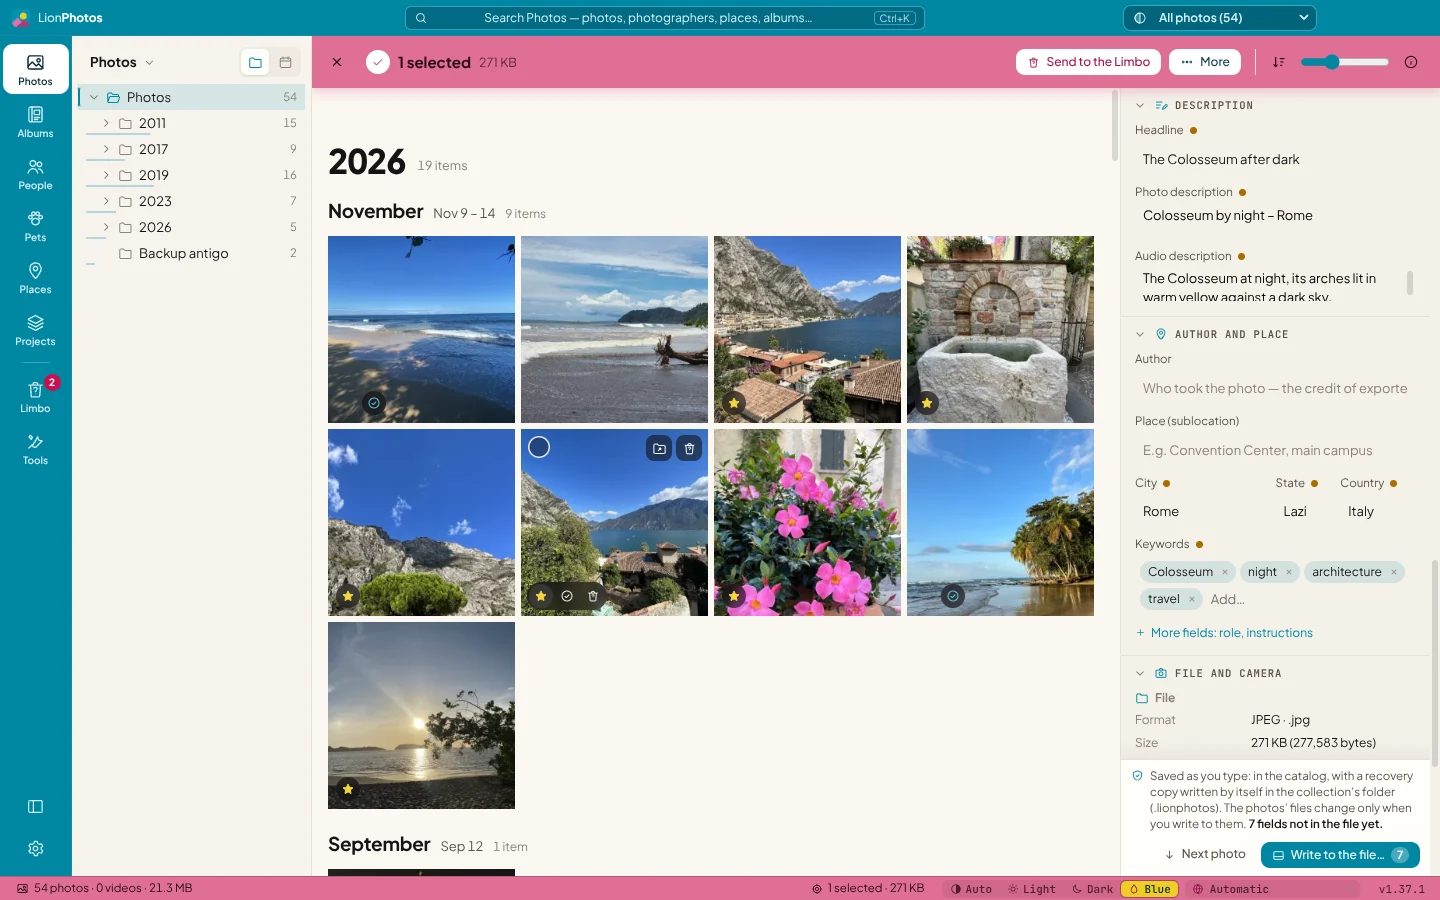 LionPhotos
Search Photos — photos, photographers, places, albums...
Ctrl+K
All photos (54)
Photos
Albums
People
Pets
Places
Projects
2
Limbo
Tools
Photos
Photos 54
2011 15
2017 9
2019 16
2023 7
2026 5
Backup antigo 2
1 selected 271 KB
Send to the Limbo
More
2026 19 items
November Nov 9 – 14 9 items
September Sep 12 1 item
DESCRIPTION
Headline
The Colosseum after dark
Photo description
Colosseum by night – Rome
Audio description
The Colosseum at night, its arches lit in
warm yellow against a dark sky.
AUTHOR AND PLACE
Author
Who took the photo — the credit of exporte
Place (sublocation)
E.g. Convention Center, main campus
City State Country
Rome Lazi Italy
Keywords
Colosseum × night × architecture ×
travel × Add...
+ More fields: role, instructions
FILE AND CAMERA
File
Format JPEG · .jpg
Size 271 KB (277,583 bytes)
Saved as you type: in the catalog, with a recovery
copy written by itself in the collection's folder
(.lionphotos). The photos' files change only when
you write to them. 7 fields not in the file yet.
Next photo
Write to the file... 7
54 photos · 0 videos · 21.3 MB
1 selected · 271 KB
Auto Light Dark Blue
Automatic
v1.37.1